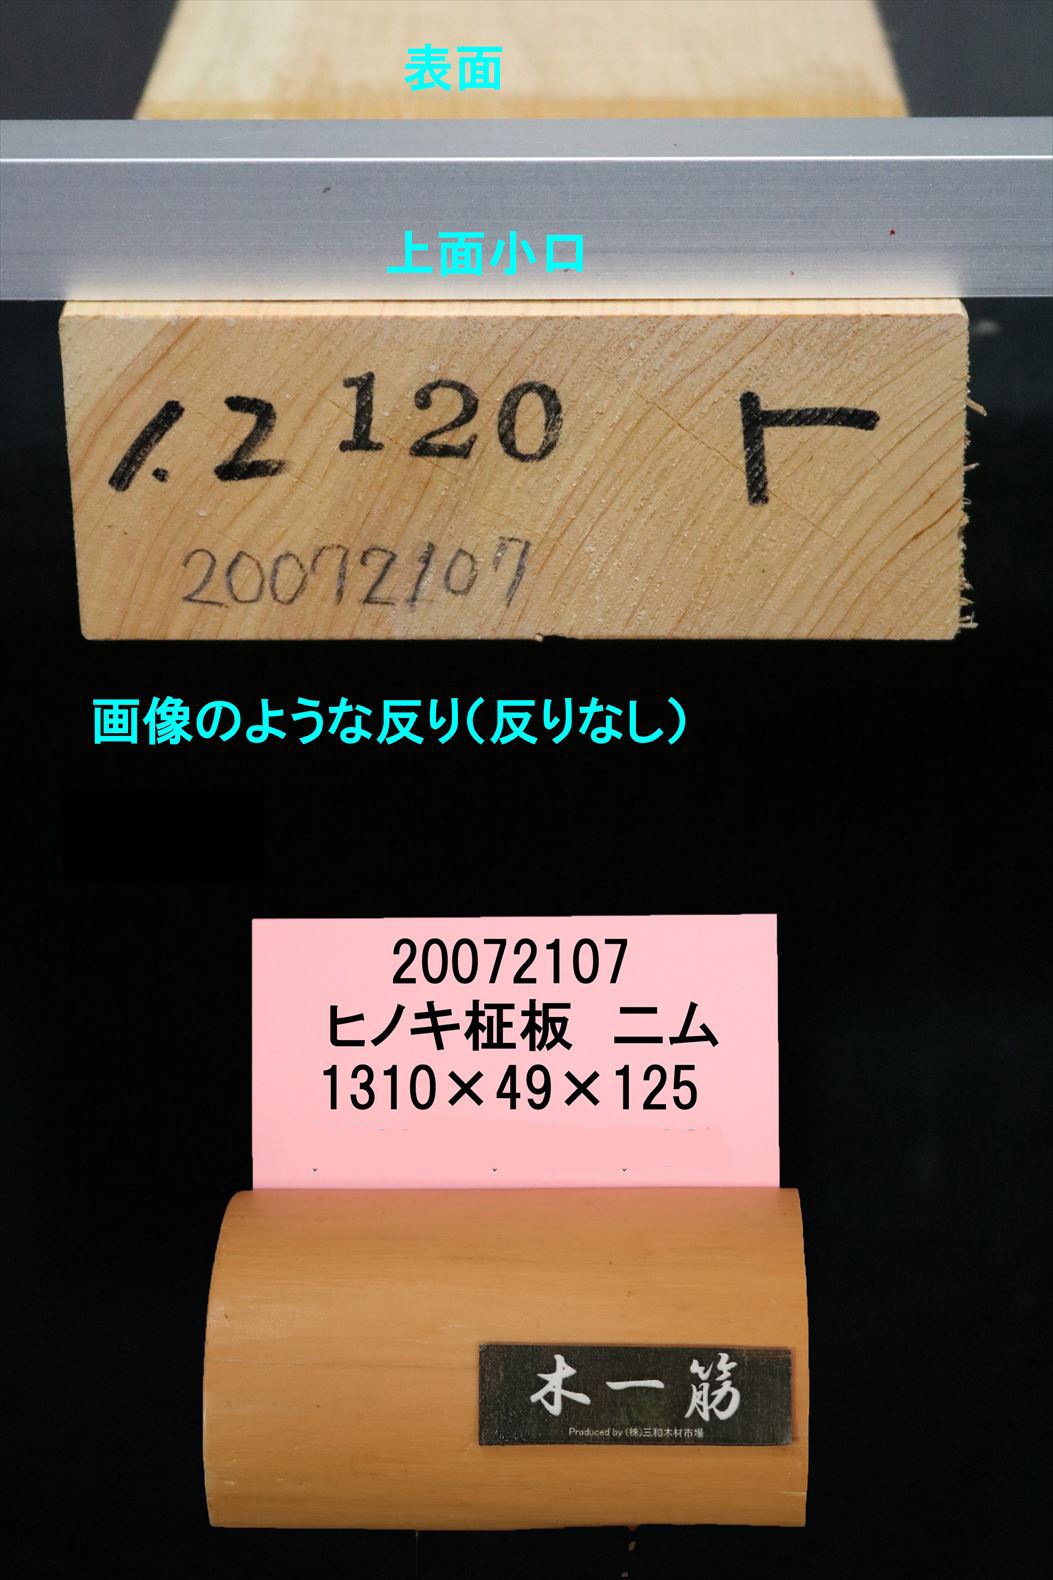 表面
上面小口
1.2 120 ト
20072107
画像のような反り(反りなし)
20072107
ヒノキ柾板 二ム
1310×49×125
木一筋
Produced by (株)三和木材市場